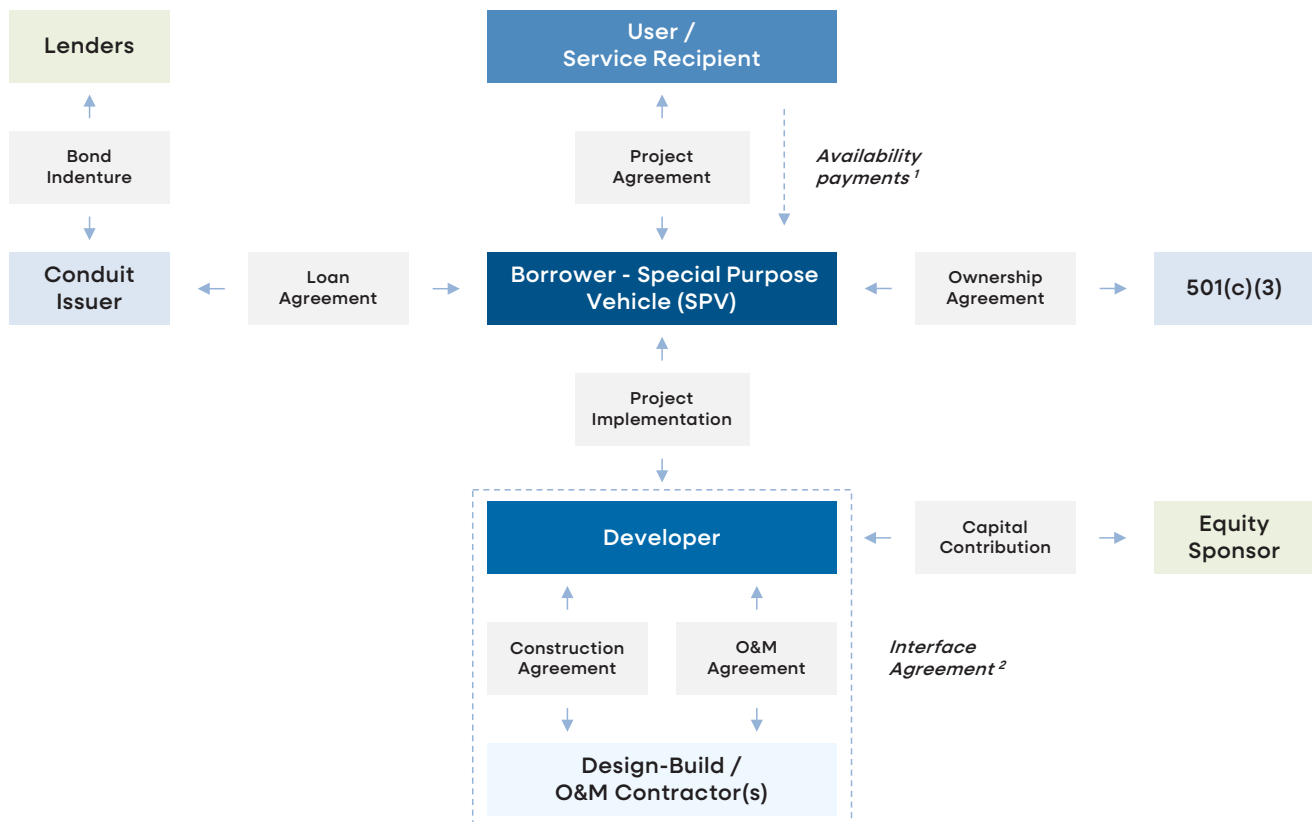 Lenders
User /
Service Recipient
Bond
Indenture
Project
Agreement
Availability
payments ¹
Conduit
Issuer
Loan
Agreement
Borrower - Special Purpose
Vehicle (SPV)
Ownership
Agreement
501(c)(3)
Project
Implementation
Developer
Capital
Contribution
Equity
Sponsor
Construction
Agreement
O&M
Agreement
Interface
Agreement ²
Design-Build /
O&M Contractor(s)